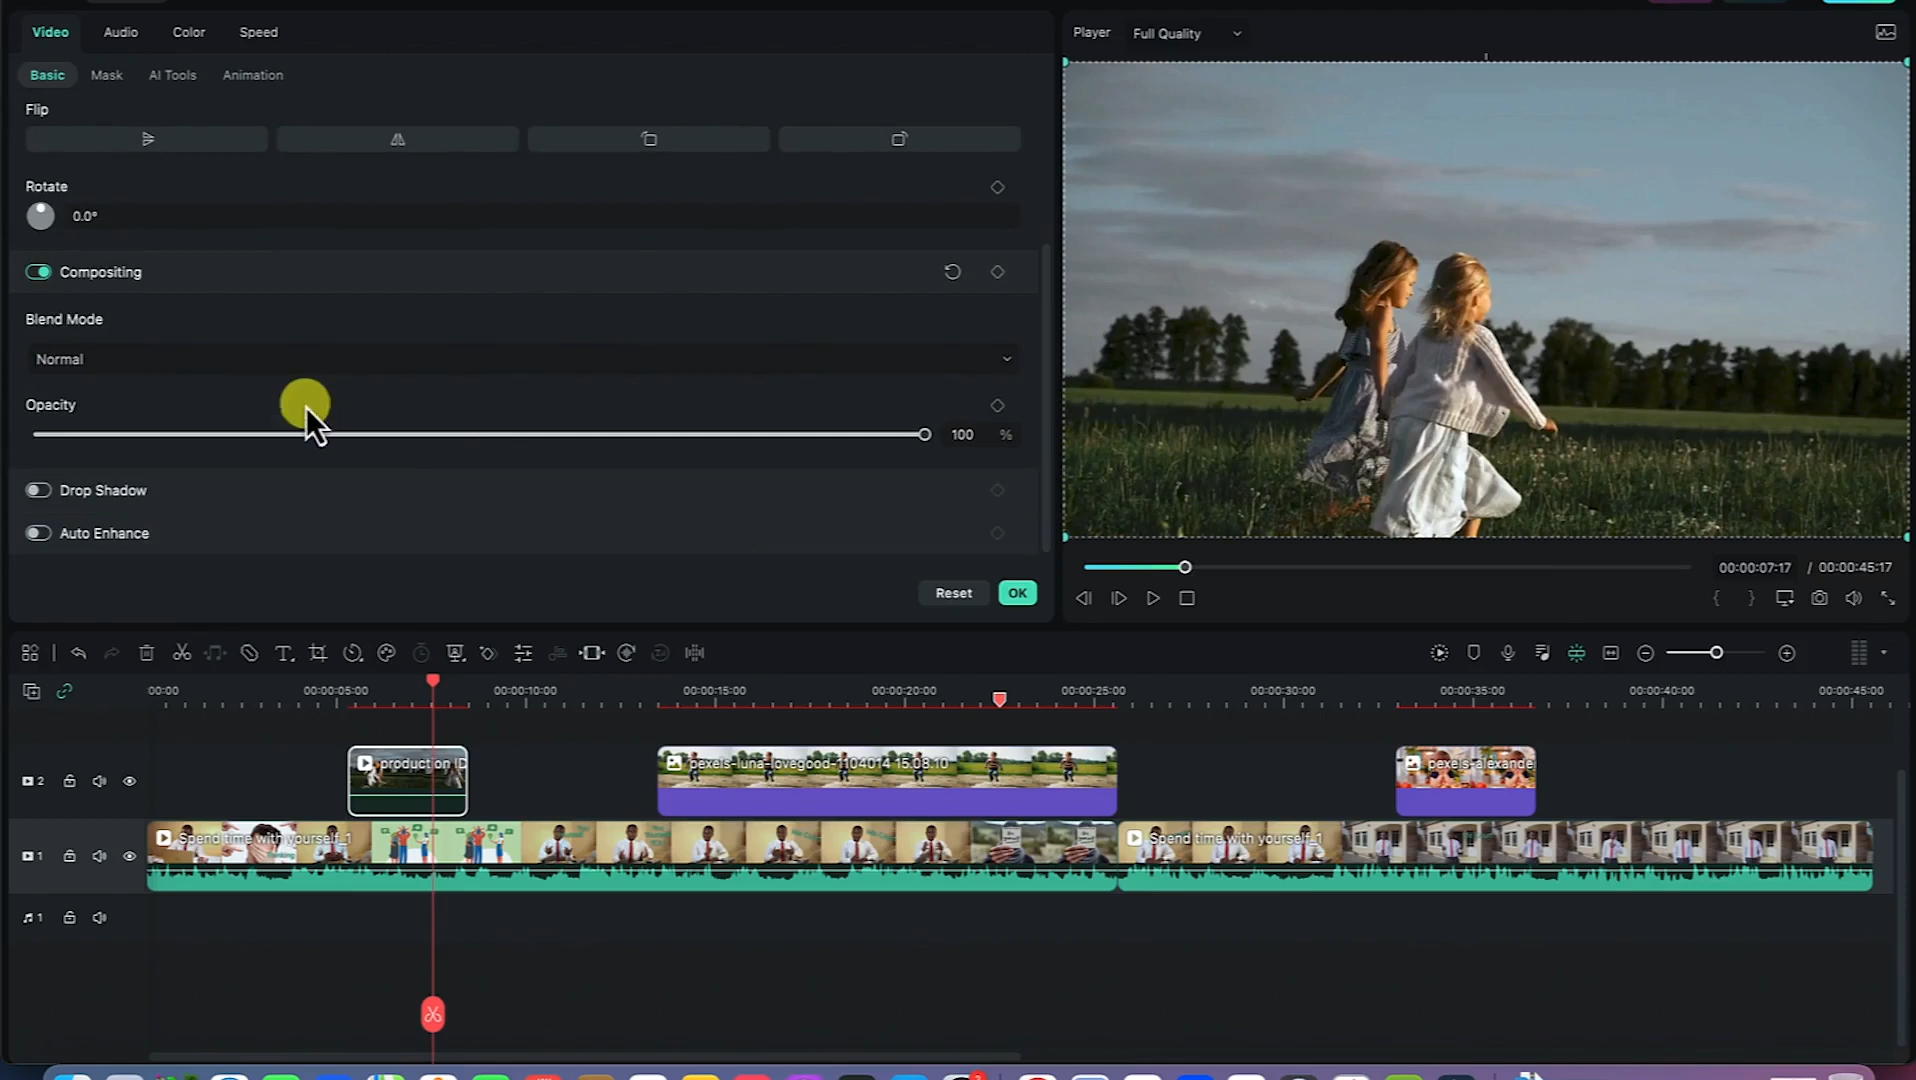 Video Audio Color Speed
Player Full Quality
Basic Mask AI Tools Animation
Flip
Rotate
0.0°
Compositing
Blend Mode
Normal
Opacity
100 %
Drop Shadow
Auto Enhance
00:00:07:17 / 00:00:45:17
Reset OK
00:00 00:00:05:00 00:00:10:00 00:00:15:00 00:00:20:00 00:00:25:00 00:00:30:00 00:00:35:00 00:00:40:00 00:00:45:00
2
production ID
pexels-luna-lovegood-1104014 15.08.10
pexels-alexande
1
Spend time with yourself_1
Spend time with yourself_1
1